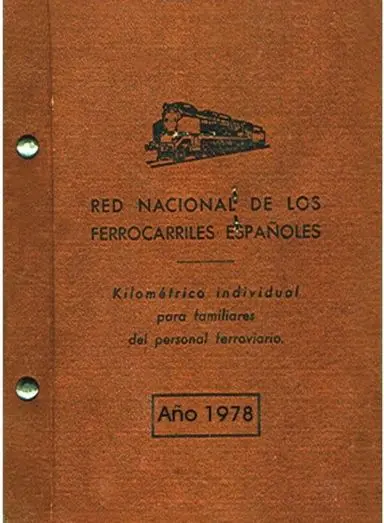 RED NACIONAL DE LOS
FERROCARRILES ESPAÑOLES
Kilométrico individual
para familiares
del personal ferroviario.
Año 1978